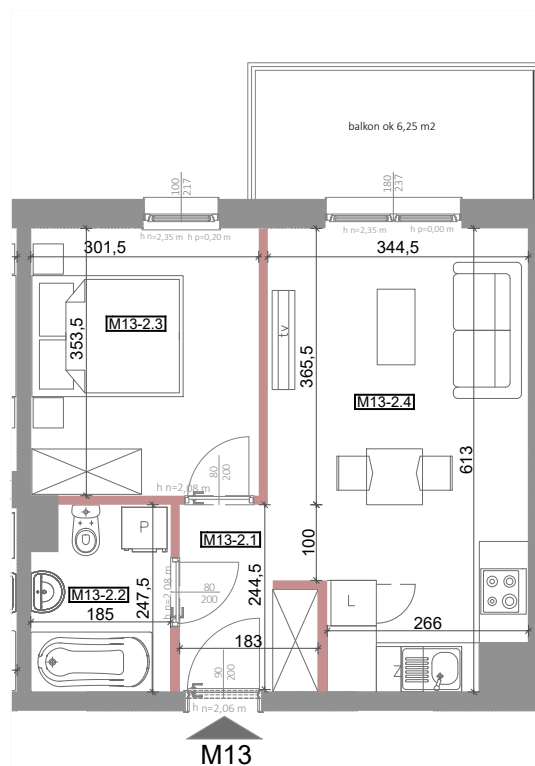 balkon ok 6,25 m2
100
217
180
237
h n=2,35 m h p=0,20 m
h n=2,35 m h p=0,00 m
301,5
344,5
M13-2.3
353,5
tv
365,5
M13-2.4
613
80
200
h n=2,08 m
P
M13-2.1
100
M13-2.2
185
247,5
h n=2,08 m
80
200
244,5
L
266
183
90
200
Z
h n=2,06 m
M13